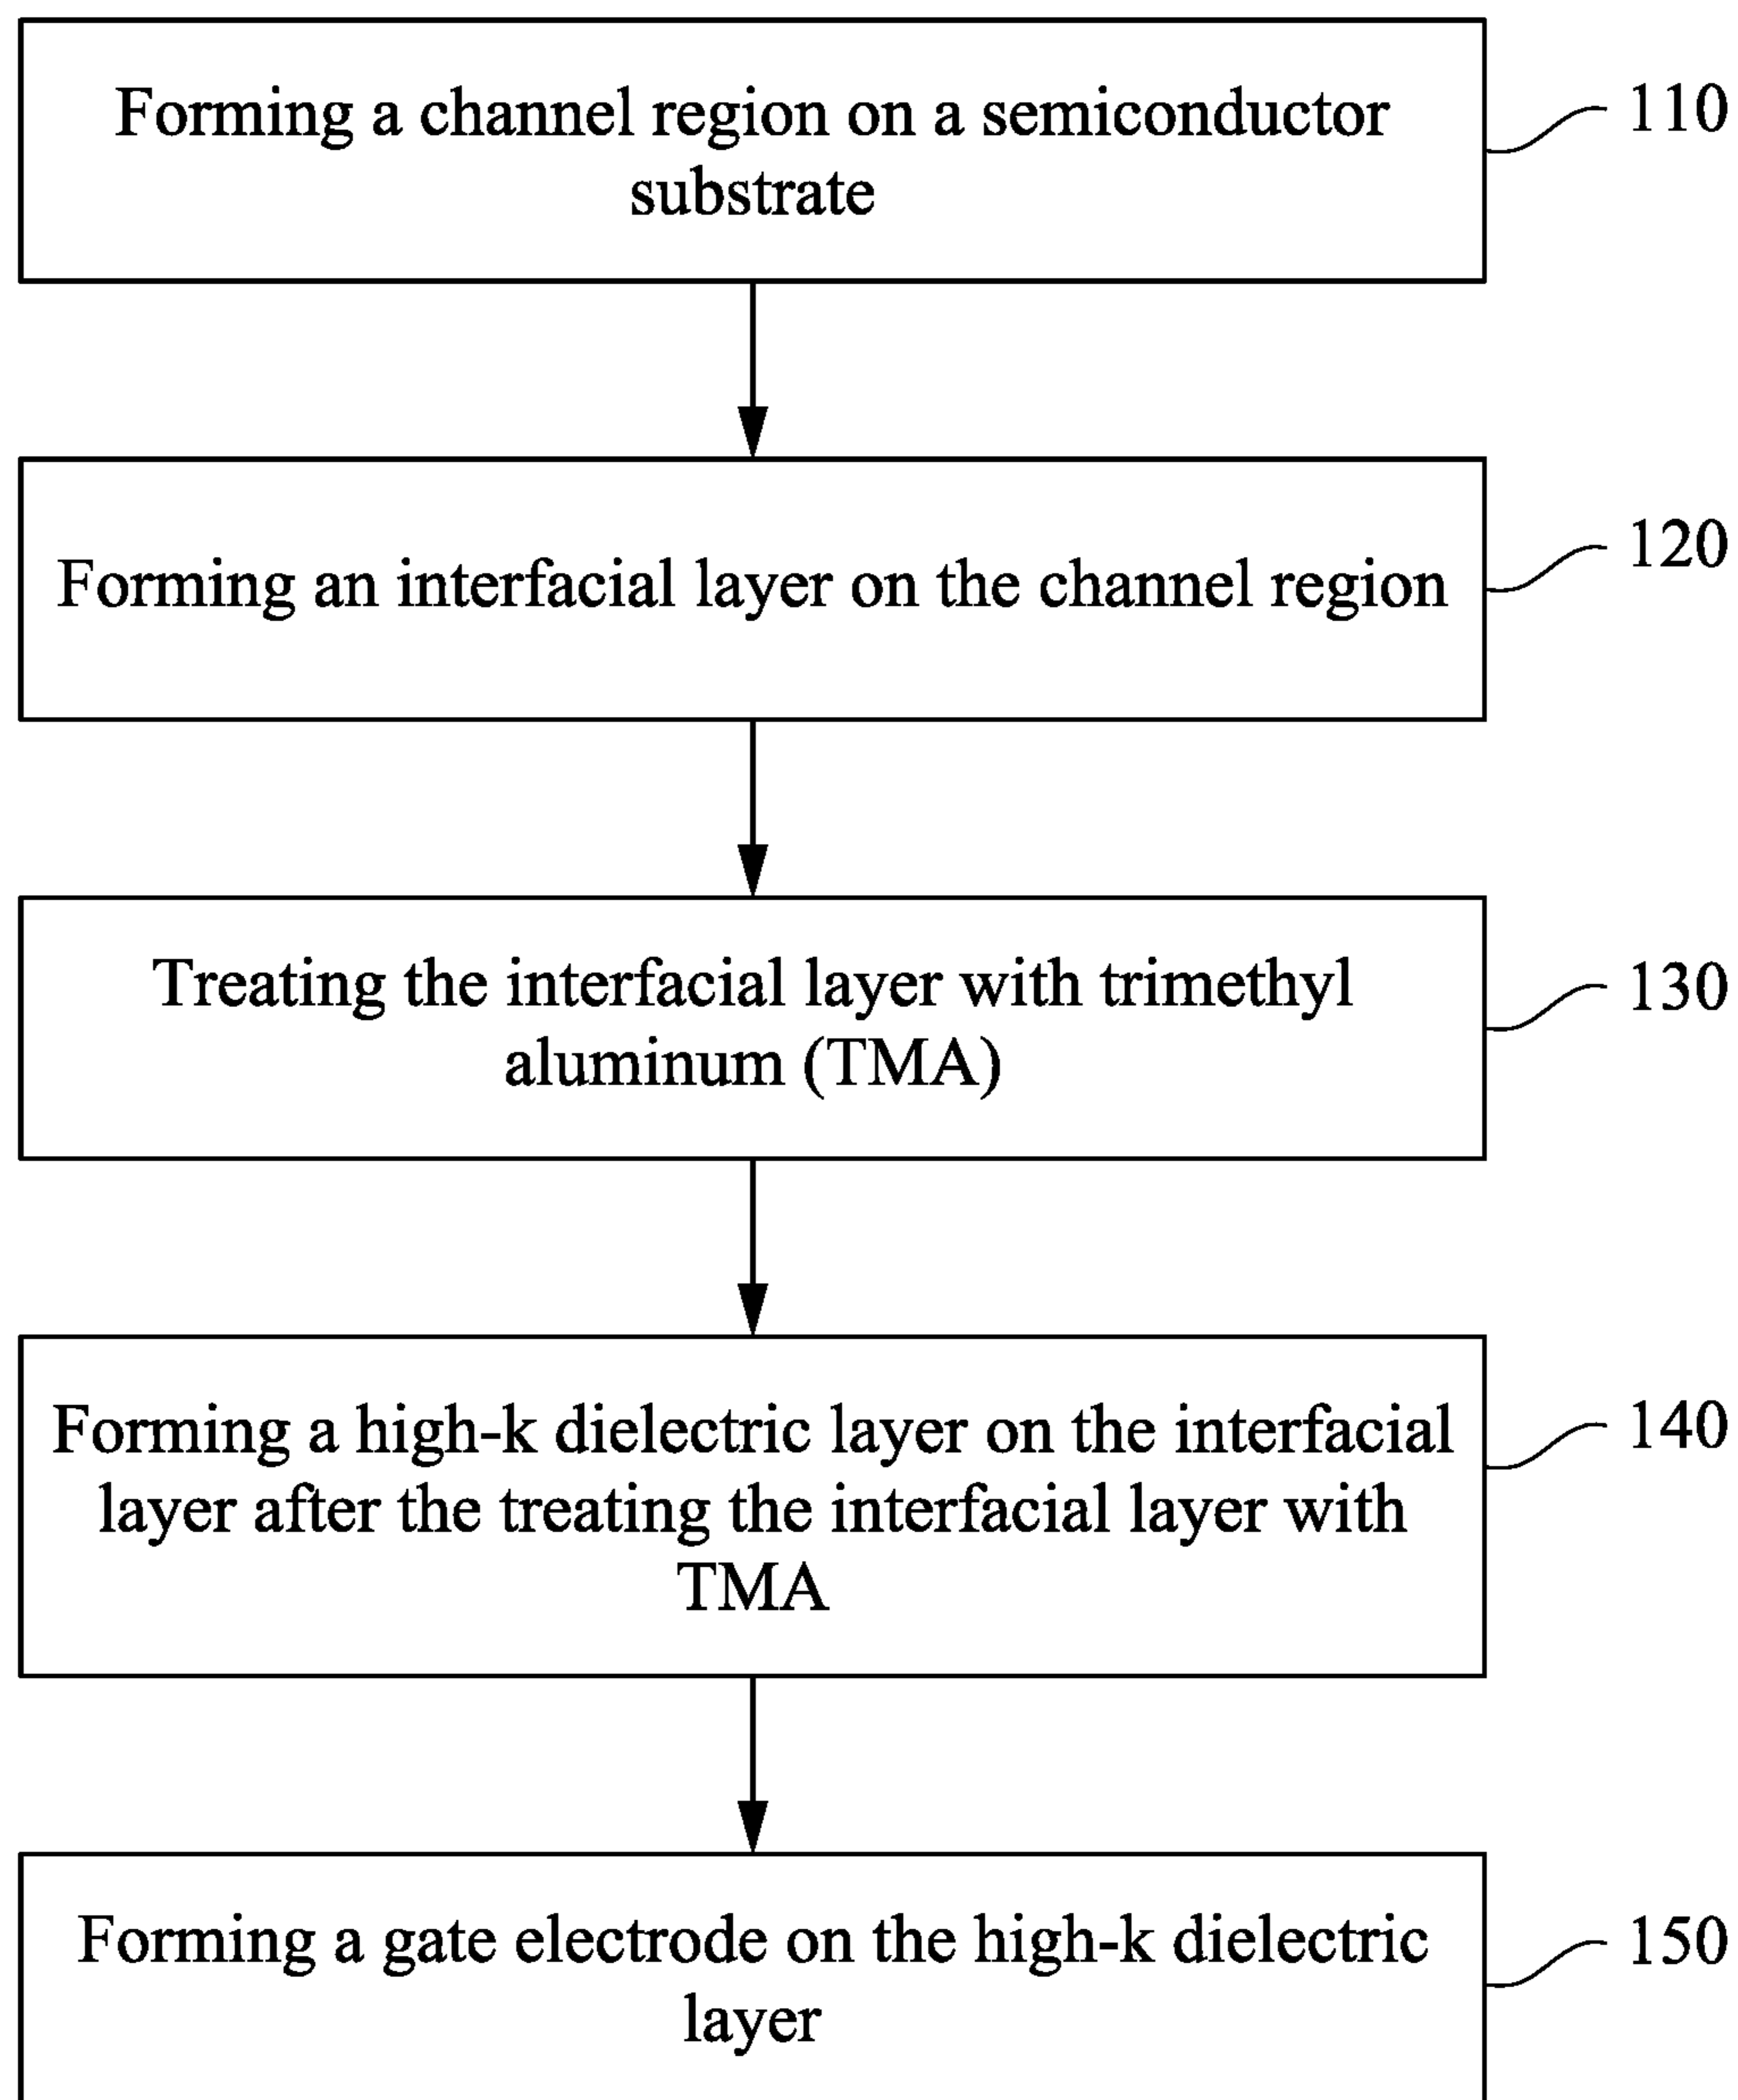 Forming a channel region on a semiconductor
substrate
110
Forming an interfacial layer on the channel region
120
Treating the interfacial layer with trimethyl
aluminum (TMA)
130
Forming a high-k dielectric layer on the interfacial
layer after the treating the interfacial layer with
TMA
140
Forming a gate electrode on the high-k dielectric
layer
150